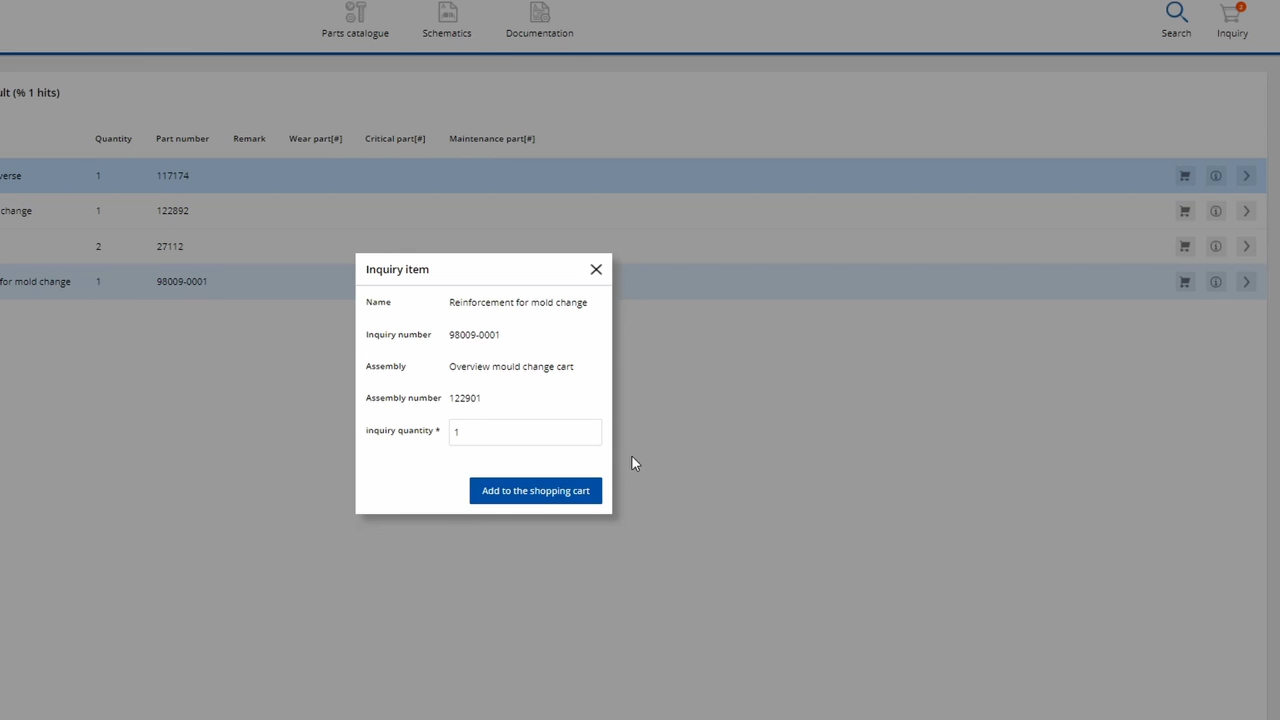 Parts catalogue Schematics Documentation Search 2 Inquiry
ult (% 1 hits)
Quantity Part number Remark Wear part[#] Critical part[#] Maintenance part[#]
verse 1 117174
change 1 122892
2 27112
for mold change 1 98009-0001
Inquiry item
Name Reinforcement for mold change
Inquiry number 98009-0001
Assembly Overview mould change cart
Assembly number 122901
inquiry quantity * 1
Add to the shopping cart